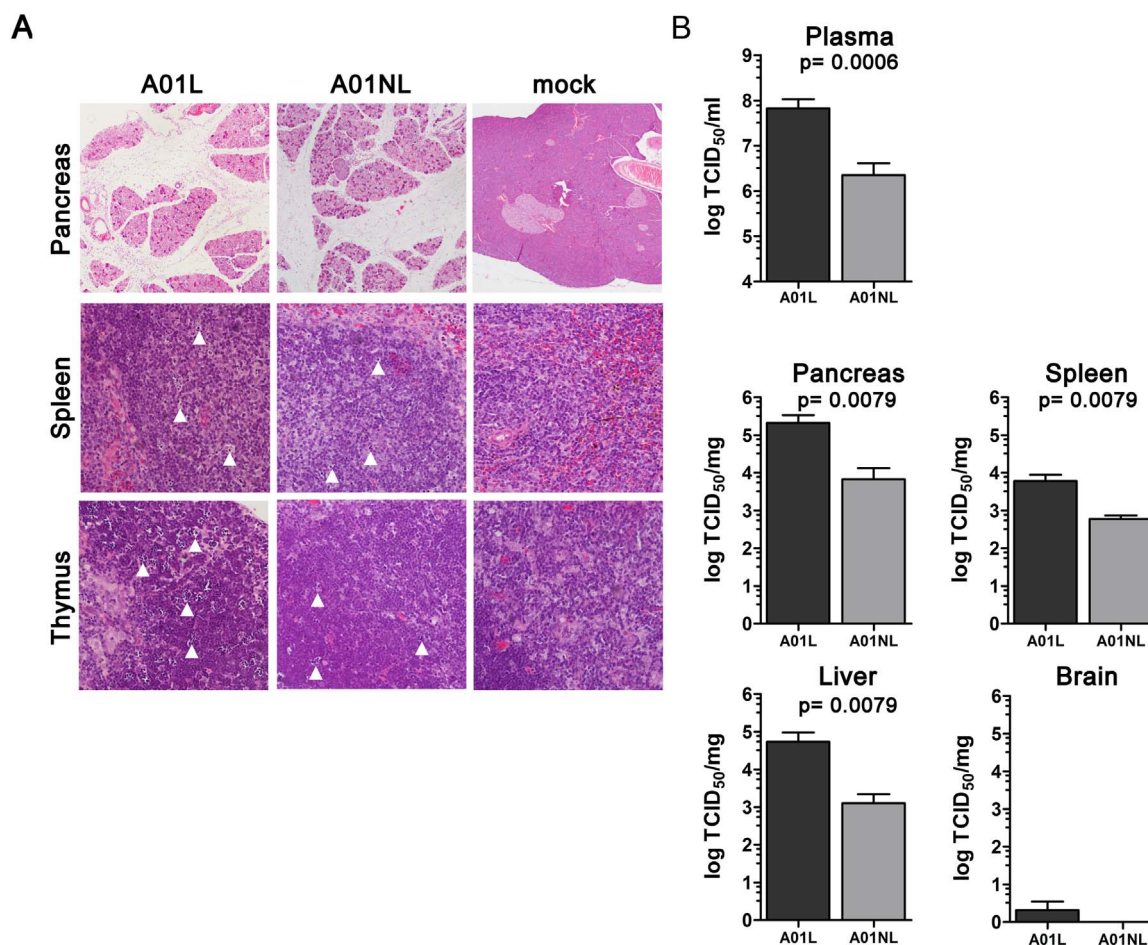 A
A01L A01NL mock
Pancreas
Spleen
Thymus
B
Plasma
p= 0.0006
log TCID50/ml
9
8
7
6
5
4
A01L A01NL
Pancreas
p= 0.0079
log TCID50/mg
6
5
4
3
2
1
0
A01L A01NL
Spleen
p= 0.0079
log TCID50/mg
6
5
4
3
2
1
0
A01L A01NL
Liver
p= 0.0079
log TCID50/mg
6
5
4
3
2
1
0
A01L A01NL
Brain
log TCID50/mg
6
5
4
3
2
1
0
A01L A01NL